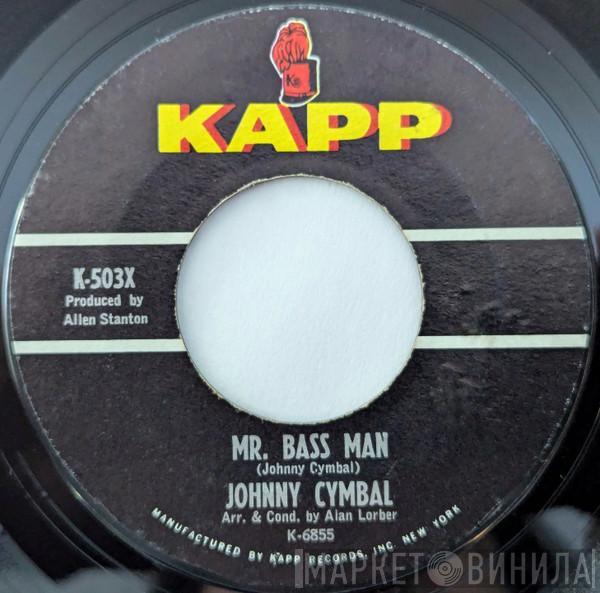 K
KAPP
K-503X
Produced by
Allen Stanton
MR. BASS MAN
(Johnny Cymbal)
JOHNNY CYMBAL
Arr. & Cond. by Alan Lorber
K-6855
MANUFACTURED BY KAPP RECORDS, INC. NEW YORK
МАРКЕТ ВИНИЛА